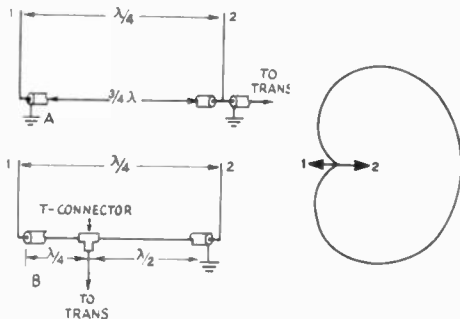 1 λ/4 2
¾ λ
TO
TRANS
A
1 λ/4 2
T-CONNECTOR
λ/4 λ/2
B
TO
TRANS
1 2